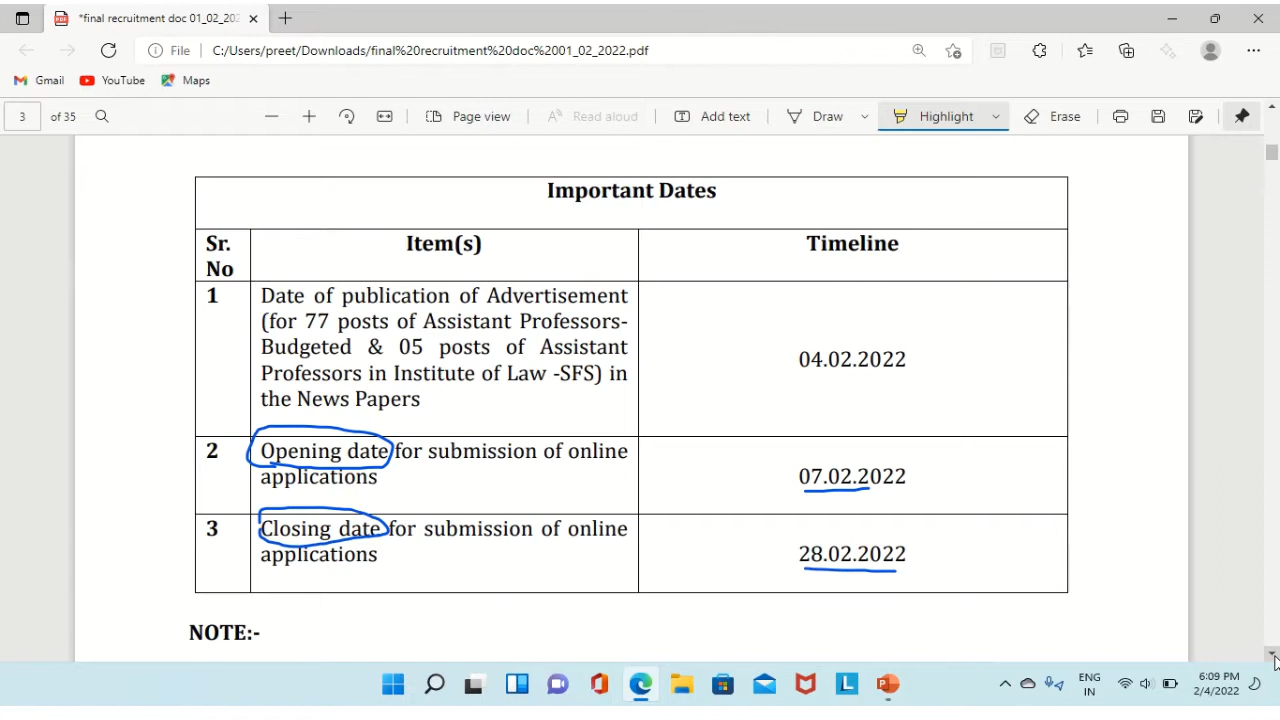 *final recruitment doc 01_02_202
File
C:/Users/preet/Downloads/final%20recruitment%20doc%2001_02_2022.pdf
Gmail
YouTube
Maps
3
of 35
Page view
Read aloud
Add text
Draw
Highlight
Erase
Important Dates
Sr.
No
Item(s)
Timeline
1
Date of publication of Advertisement
(for 77 posts of Assistant Professors-
Budgeted & 05 posts of Assistant
Professors in Institute of Law -SFS) in
the News Papers
04.02.2022
2
Opening date for submission of online
applications
07.02.2022
3
Closing date for submission of online
applications
28.02.2022
NOTE:-
ENG
IN
6:09 PM
2/4/2022